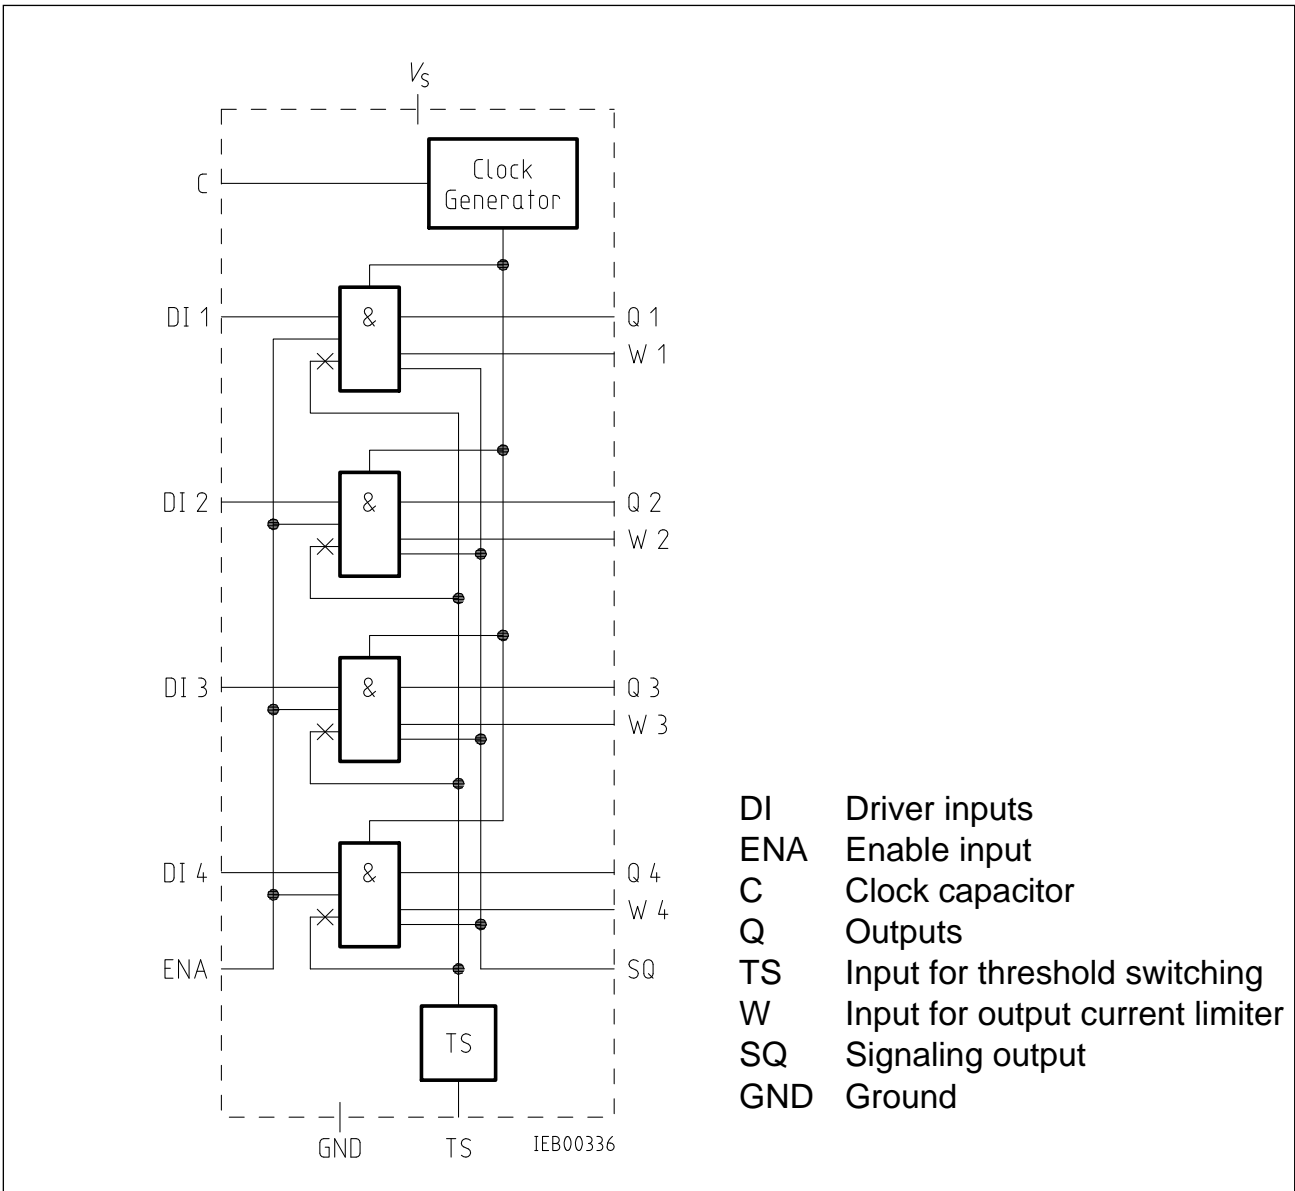 VS
C
Clock
Generator
DI 1
&
Q 1
W 1
DI 2
&
Q 2
W 2
DI 3
&
Q 3
W 3
DI 4
&
Q 4
W 4
ENA
SQ
TS
GND
TS
IEB00336
DI Driver inputs
ENA Enable input
C Clock capacitor
Q Outputs
TS Input for threshold switching
W Input for output current limiter
SQ Signaling output
GND Ground